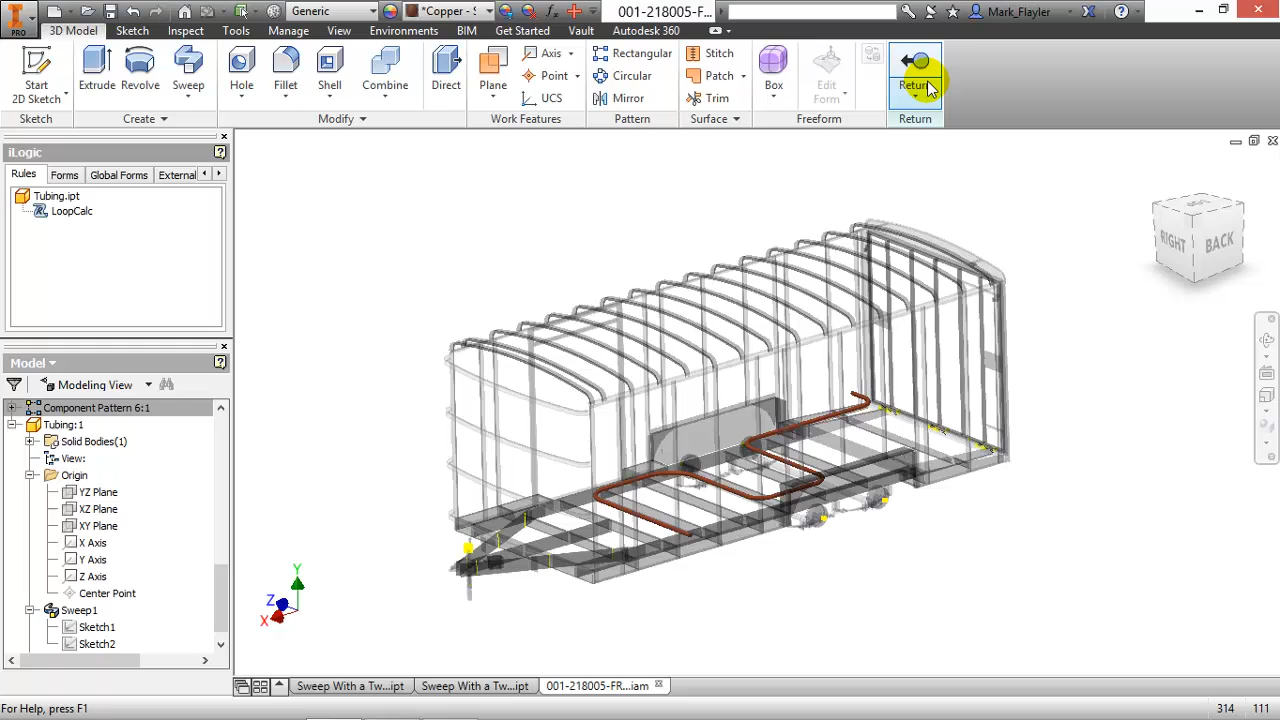 PRO
Generic
*Copper - S
001-218005-F...
Mark_Flayler
3D Model
Sketch
Inspect
Tools
Manage
View
Environments
BIM
Get Started
Vault
Autodesk 360
Start
2D Sketch
Extrude
Revolve
Sweep
Hole
Fillet
Shell
Combine
Direct
Plane
Axis
Point
UCS
Rectangular
Circular
Mirror
Stitch
Patch
Trim
Box
Edit
Form
Return
Sketch
Create
Modify
Work Features
Pattern
Surface
Freeform
Return
iLogic
Rules
Forms
Global Forms
External
Tubing.ipt
LoopCalc
Model
Modeling View
Component Pattern 6:1
Tubing:1
Solid Bodies(1)
View:
Origin
YZ Plane
XZ Plane
XY Plane
X Axis
Y Axis
Z Axis
Center Point
Sweep1
Sketch1
Sketch2
RIGHT
BACK
Y
Z
X
Sweep With a Tw...ipt
Sweep With a Tw...ipt
001-218005-FR...iam
For Help, press F1
314
111